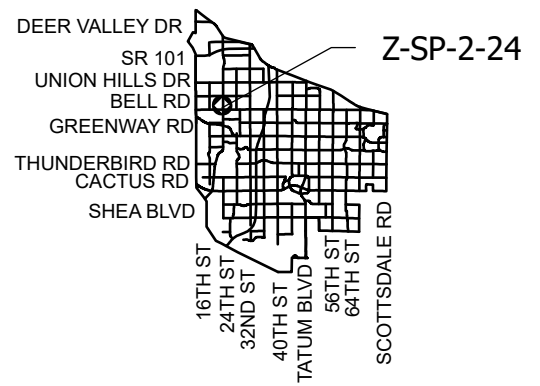 DEER VALLEY DR
SR 101
UNION HILLS DR
BELL RD
GREENWAY RD
THUNDERBIRD RD
CACTUS RD
SHEA BLVD
Z-SP-2-24
16TH ST
24TH ST
32ND ST
40TH ST
TATUM BLVD
56TH ST
64TH ST
SCOTTSDALE RD